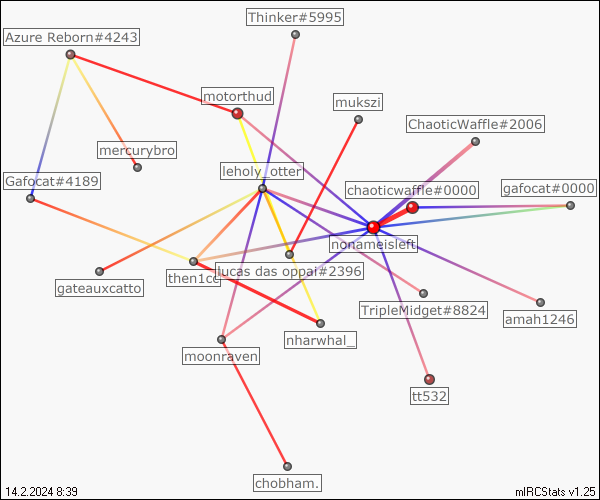 Thinker#5995
Azure Reborn#4243
motorthud
mukszi
ChaoticWaffle#2006
mercurybro
leholy_otter
Gafocat#4189
chaoticwaffle#0000
gafocat#0000
nonameisleft
lucas das oppai#2396
then1ce
gateauxcatto
TripleMidget#8824
amah1246
nharwhal_
moonraven
tt532
chobham.
14.2.2024 8:39
mIRCStats v1.25